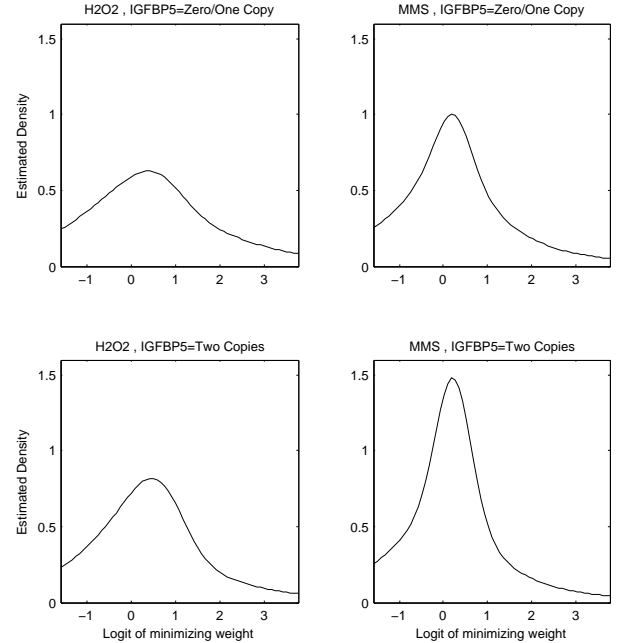 H2O2 , IGFBP5=Zero/One Copy
1.5
1
0.5
0
−1 0 1 2 3
Estimated Density
MMS , IGFBP5=Zero/One Copy
1.5
1
0.5
0
−1 0 1 2 3
H2O2 , IGFBP5=Two Copies
1.5
1
0.5
0
−1 0 1 2 3
Estimated Density
Logit of minimizing weight
MMS , IGFBP5=Two Copies
1.5
1
0.5
0
−1 0 1 2 3
Logit of minimizing weight